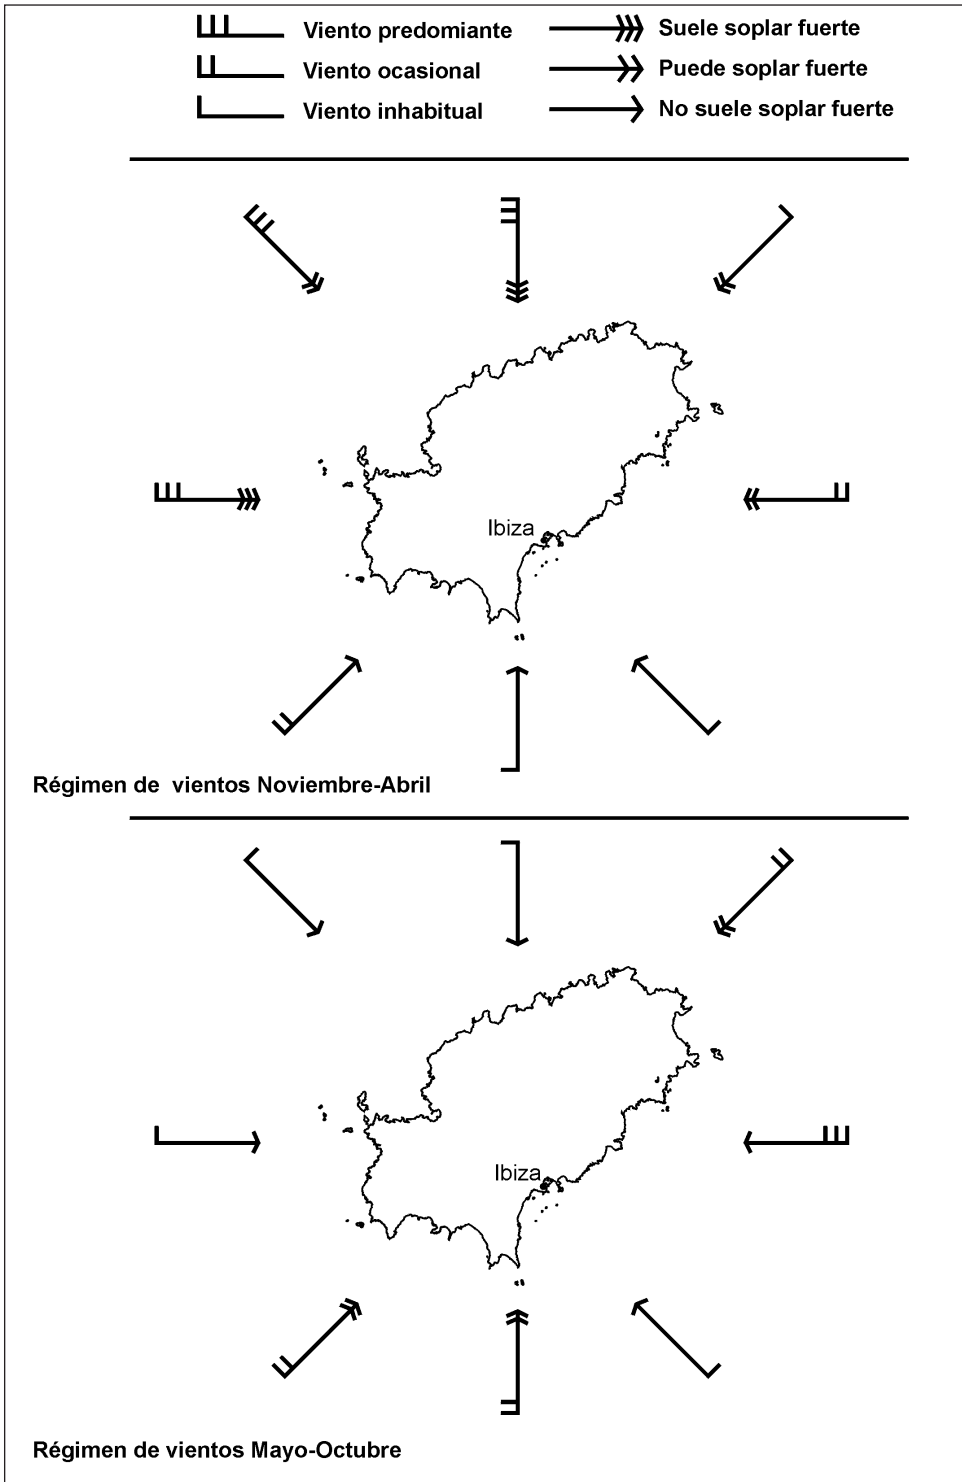 Viento predomiante
Suele soplar fuerte
Viento ocasional
Puede soplar fuerte
Viento inhabitual
No suele soplar fuerte
Ibiza
Régimen de vientos Noviembre-Abril
Ibiza
Régimen de vientos Mayo-Octubre